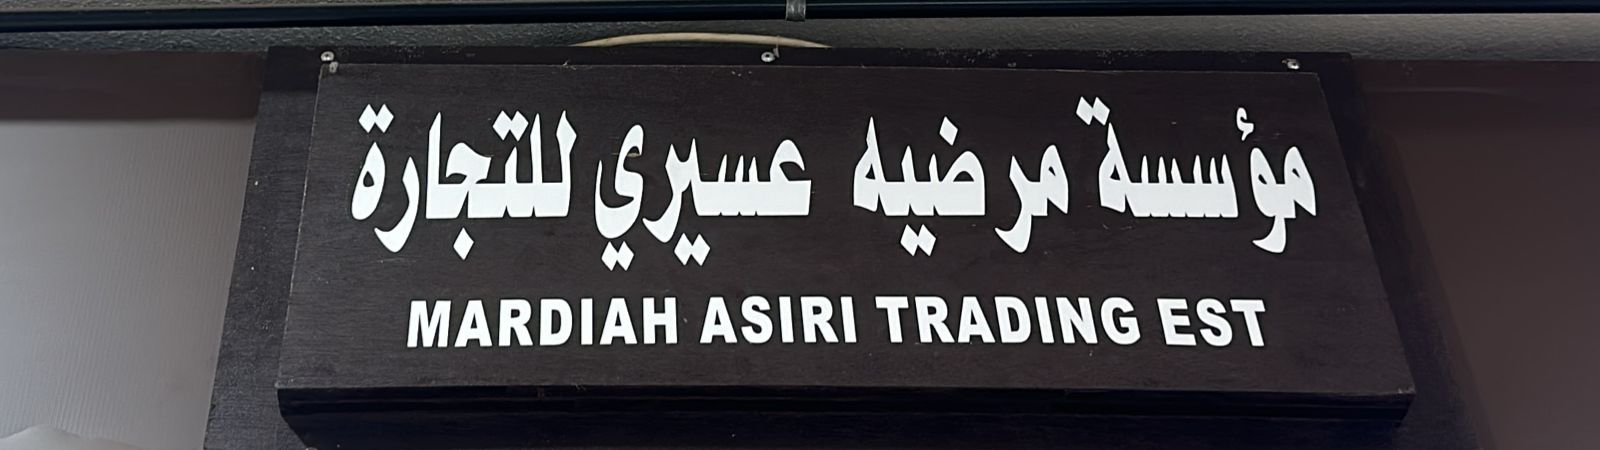 مؤسسة مرضيه عسيري للتجارة
MARDIAH ASIRI TRADING EST